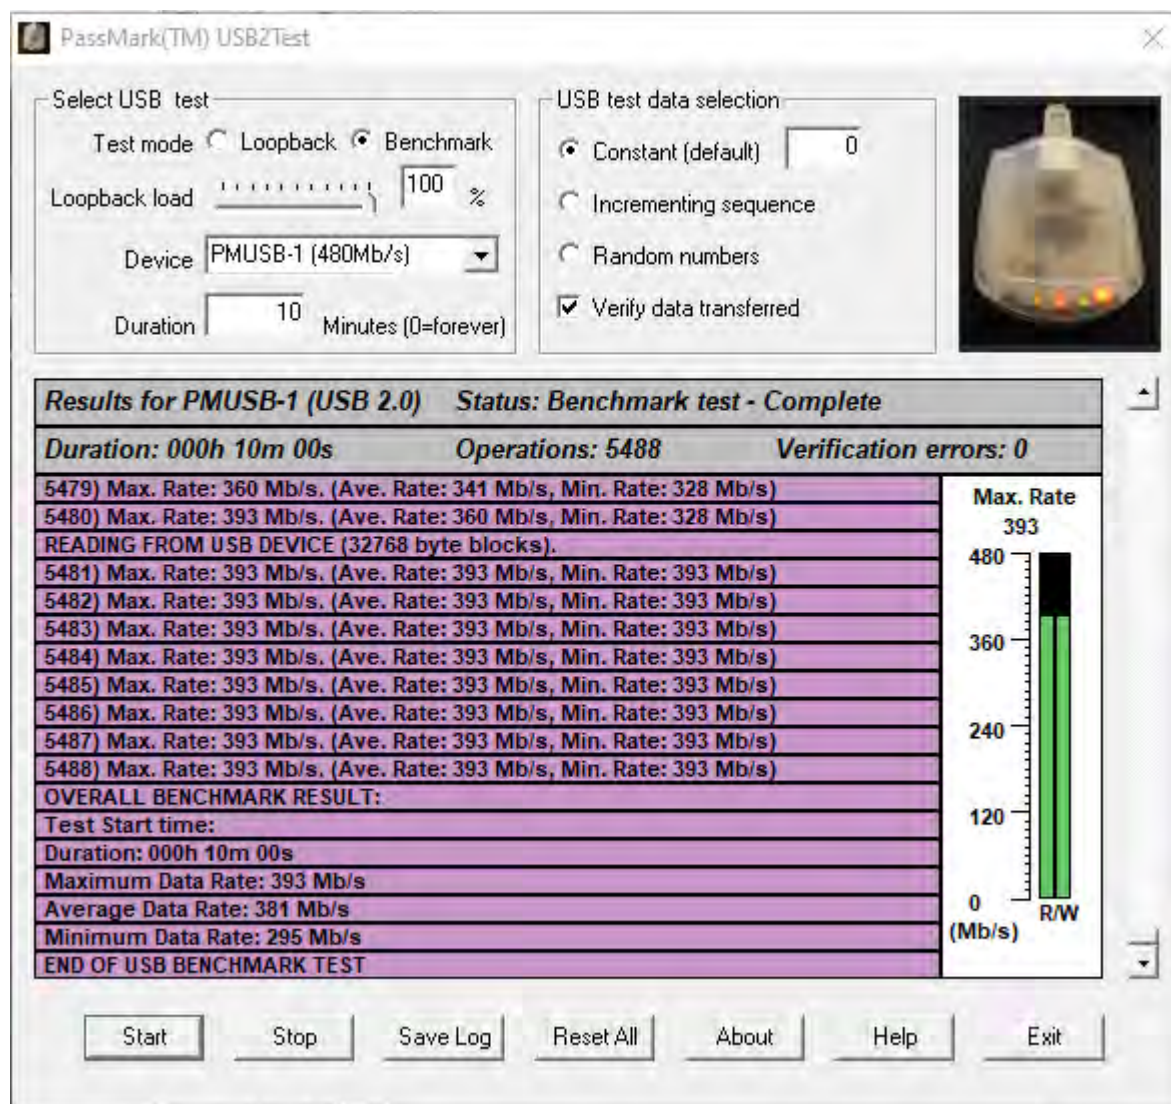 PassMark(TM) USB2Test
Select USB test
Test mode Loopback Benchmark
Loopback load 100 %
Device PMUSB-1 (480Mb/s)
Duration 10 Minutes (0=forever)
USB test data selection
Constant (default) 0
Incrementing sequence
Random numbers
Verify data transferred
Results for PMUSB-1 (USB 2.0) Status: Benchmark test - Complete
Duration: 000h 10m 00s Operations: 5488 Verification errors: 0
5479) Max. Rate: 360 Mb/s. (Ave. Rate: 341 Mb/s, Min. Rate: 328 Mb/s)
5480) Max. Rate: 393 Mb/s. (Ave. Rate: 360 Mb/s, Min. Rate: 328 Mb/s)
READING FROM USB DEVICE (32768 byte blocks).
5481) Max. Rate: 393 Mb/s. (Ave. Rate: 393 Mb/s, Min. Rate: 393 Mb/s)
5482) Max. Rate: 393 Mb/s. (Ave. Rate: 393 Mb/s, Min. Rate: 393 Mb/s)
5483) Max. Rate: 393 Mb/s. (Ave. Rate: 393 Mb/s, Min. Rate: 393 Mb/s)
5484) Max. Rate: 393 Mb/s. (Ave. Rate: 393 Mb/s, Min. Rate: 393 Mb/s)
5485) Max. Rate: 393 Mb/s. (Ave. Rate: 393 Mb/s, Min. Rate: 393 Mb/s)
5486) Max. Rate: 393 Mb/s. (Ave. Rate: 393 Mb/s, Min. Rate: 393 Mb/s)
5487) Max. Rate: 393 Mb/s. (Ave. Rate: 393 Mb/s, Min. Rate: 393 Mb/s)
5488) Max. Rate: 393 Mb/s. (Ave. Rate: 393 Mb/s, Min. Rate: 393 Mb/s)
OVERALL BENCHMARK RESULT:
Test Start time:
Duration: 000h 10m 00s
Maximum Data Rate: 393 Mb/s
Average Data Rate: 381 Mb/s
Minimum Data Rate: 295 Mb/s
END OF USB BENCHMARK TEST
Max. Rate
393
480
360
240
120
0
(Mb/s)
R/W
Start Stop Save Log Reset All About Help Exit